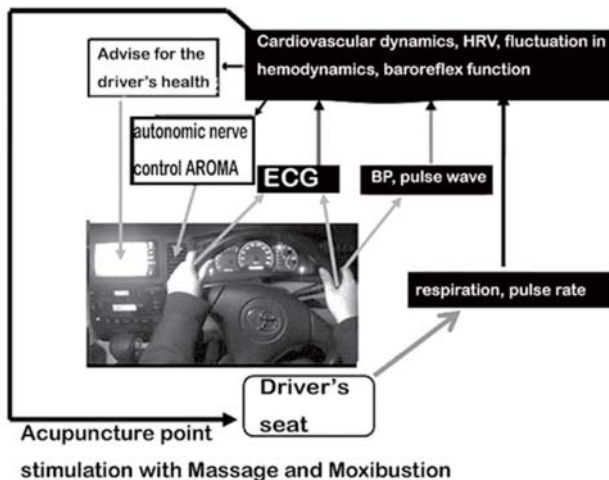 Advise for the
driver's health
Cardiovascular dynamics, HRV, fluctuation in
hemodynamics, baroreflex function
autonomic nerve
control AROMA
ECG
BP, pulse wave
respiration, pulse rate
Driver's
seat
Acupuncture point
stimulation with Massage and Moxibustion